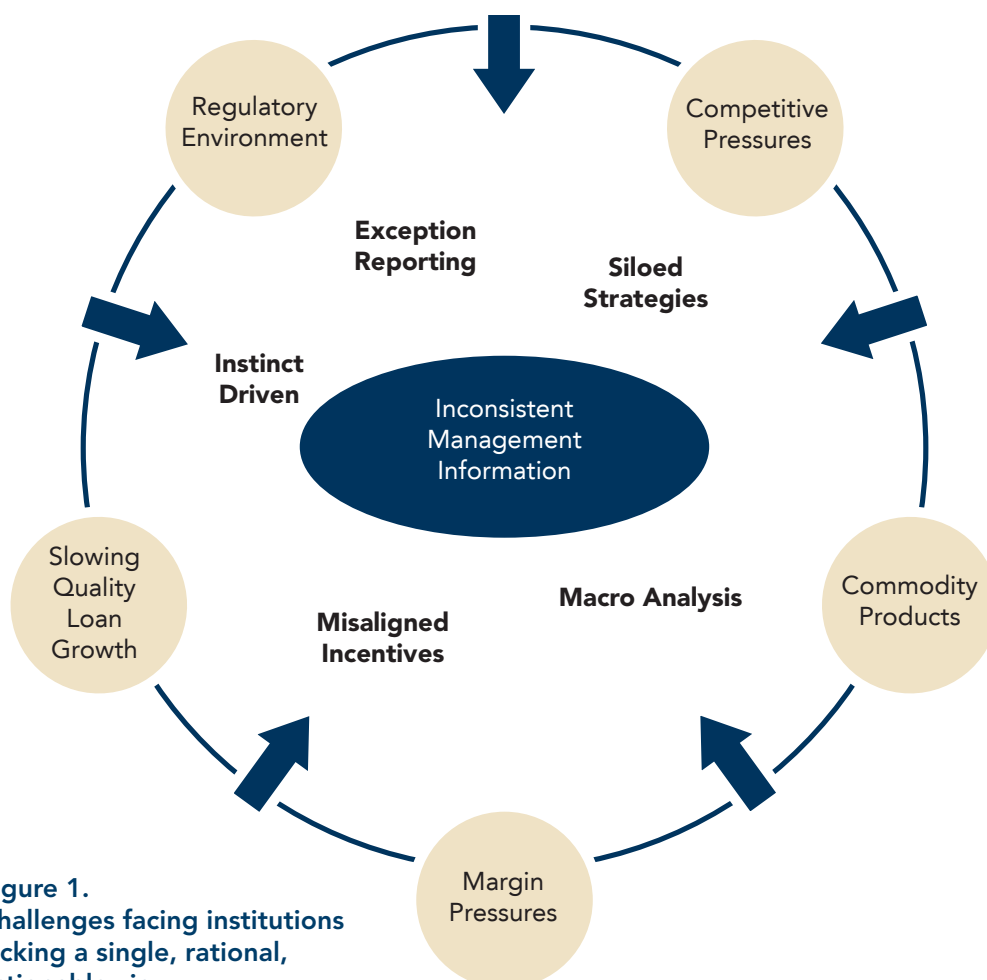 Regulatory
Environment
Competitive
Pressures
Exception
Reporting
Siloed
Strategies
Instinct
Driven
Inconsistent
Management
Information
Slowing
Quality
Loan
Growth
Misaligned
Incentives
Macro Analysis
Commodity
Products
Margin
Pressures
gure 1.
hallenges facing institutions
cking a single, rational,